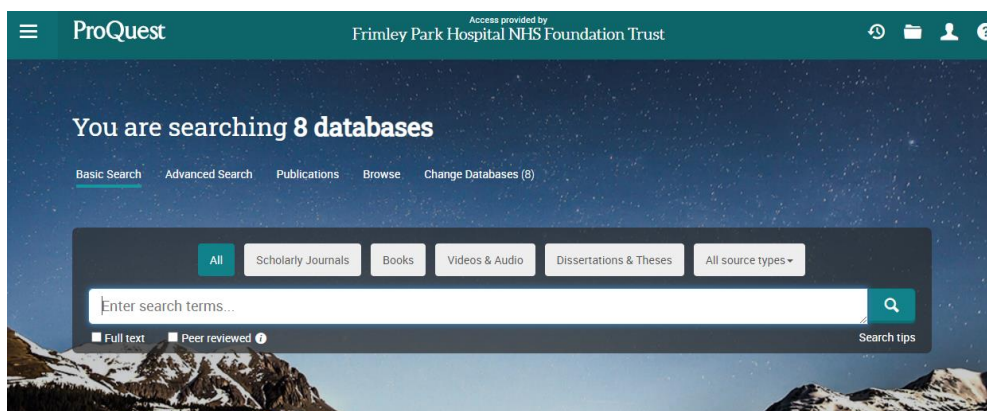 ProQuest
Access provided by
Frimley Park Hospital NHS Foundation Trust
You are searching 8 databases
Basic Search Advanced Search Publications Browse Change Databases (8)
All Scholarly Journals Books Videos & Audio Dissertations & Theses All source types
Enter search terms...
Full text Peer reviewed
Search tips